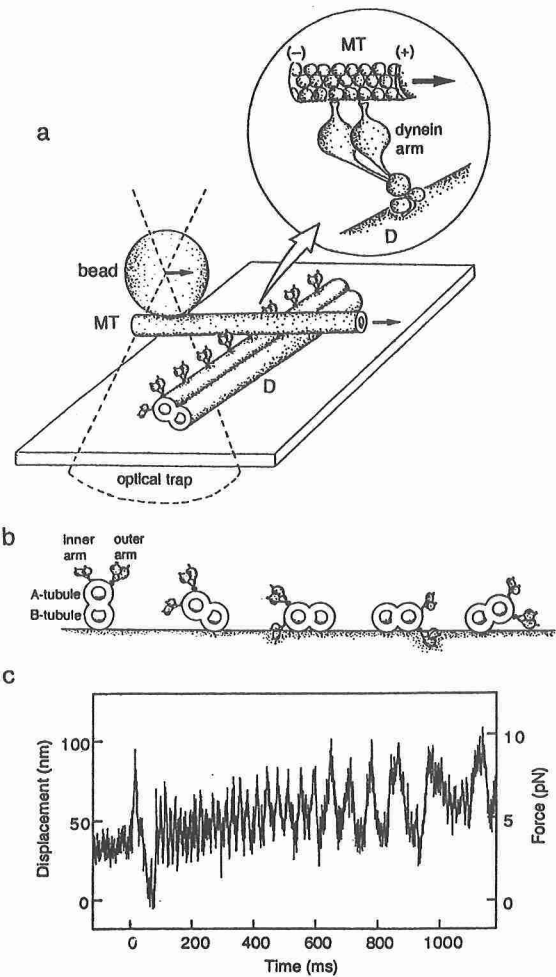 a
(−) MT (+)
dynein
arm
D
bead
MT
D
optical trap
b
inner outer
arm arm
A-tubule
B-tubule
c
Displacement (nm)
100
50
0
Force (pN)
10
5
0
0 200 400 600 800 1000
Time (ms)